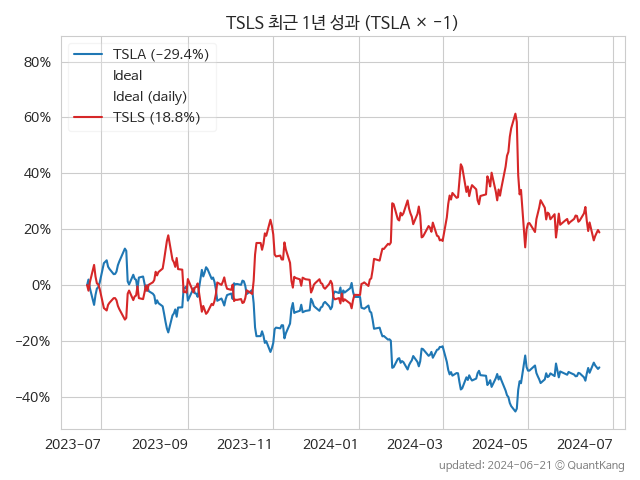 TSLS 최근 1년 성과 (TSLA × −1)
TSLA (−29.4%)
Ideal
Ideal (daily)
TSLS (18.8%)
80%
60%
40%
20%
0%
−20%
−40%
2023−07
2023−09
2023−11
2024−01
2024−03
2024−05
2024−07
updated: 2024−06−21 © QuantKang